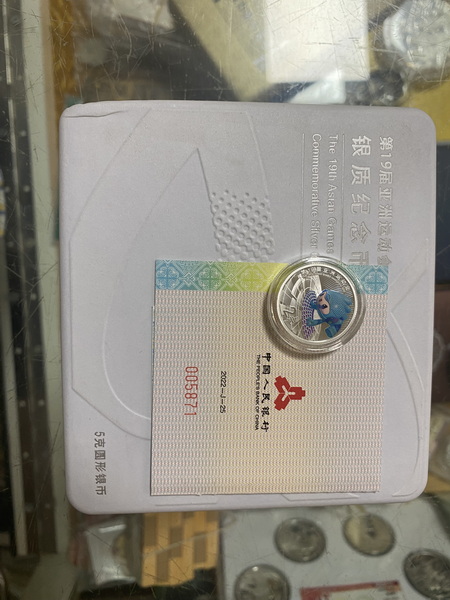 第19届亚洲运动会
银质纪念币
The 19th Asian Games
Commemorative Silver
中国人民银行
THE PEOPLE'S BANK OF CHINA
2022-J-25
005871
5克圆形银币